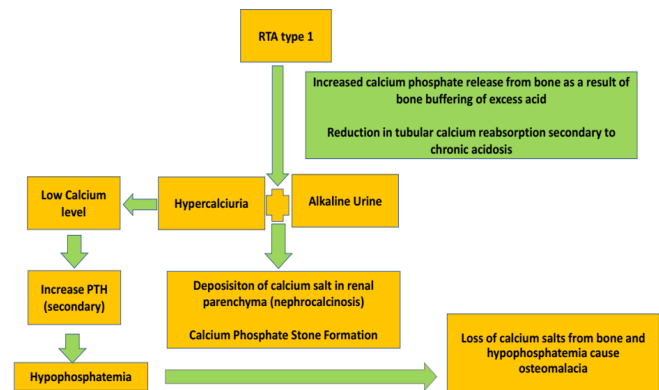 RTA type 1
Increased calcium phosphate release from bone as a result of
bone buffering of excess acid
Reduction in tubular calcium reabsorption secondary to
chronic acidosis
Low Calcium
level
Hypercalciuria
Alkaline Urine
Increase PTH
(secondary)
Deposisiton of calcium salt in renal
parenchyma (nephrocalcinosis)
Calcium Phosphate Stone Formation
Hypophosphatemia
Loss of calcium salts from bone and
hypophosphatemia cause
osteomalacia